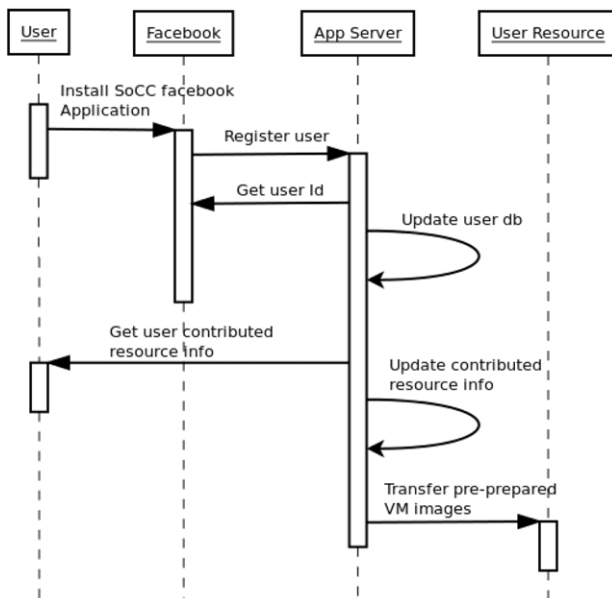 User
Facebook
App Server
User Resource
Install SoCC facebook
Application
Register user
Get user Id
Update user db
Get user contributed
resource info
Update contributed
resource info
Transfer pre-prepared
VM images